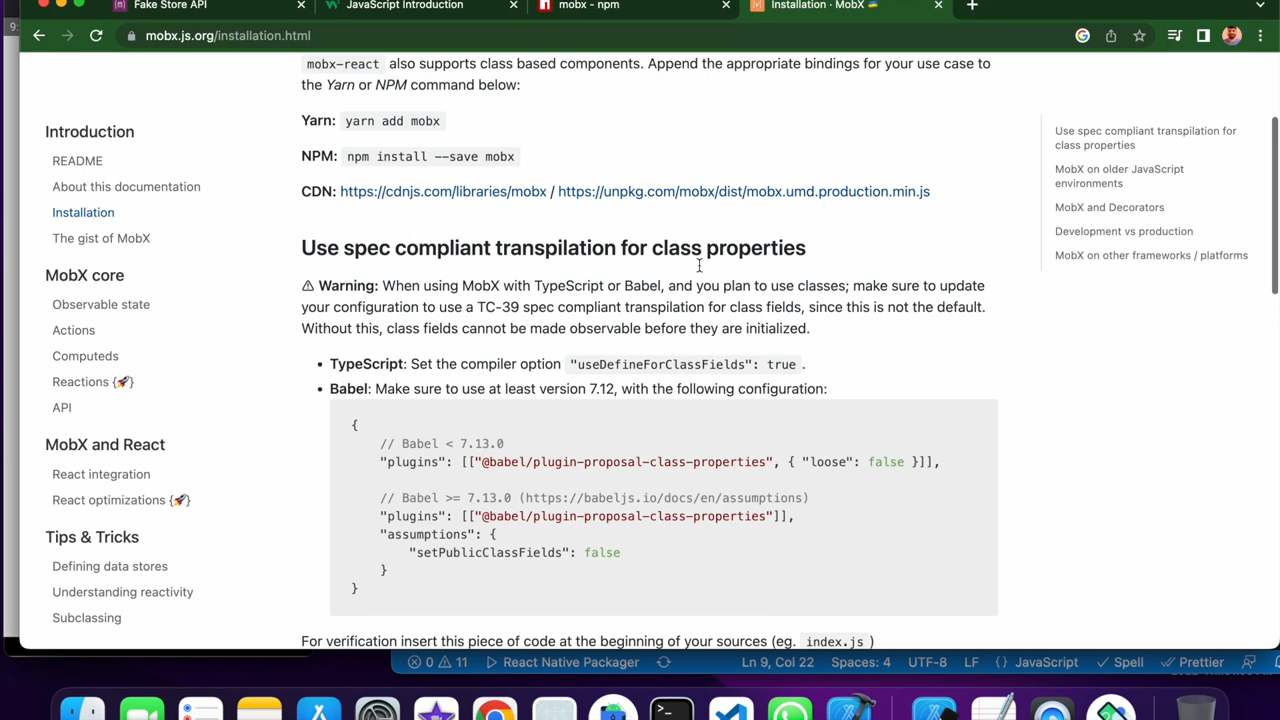 Fake Store API
JavaScript Introduction
mobx - npm
Installation · MobX
mobx.js.org/installation.html
9:
mobx-react also supports class based components. Append the appropriate bindings for your use case to
the Yarn or NPM command below:
Yarn: yarn add mobx
NPM: npm install --save mobx
CDN: https://cdnjs.com/libraries/mobx / https://unpkg.com/mobx/dist/mobx.umd.production.min.js
Introduction
README
About this documentation
Installation
The gist of MobX
MobX core
Observable state
Actions
Computeds
Reactions {🚀}
API
MobX and React
React integration
React optimizations {🚀}
Tips & Tricks
Defining data stores
Understanding reactivity
Subclassing
Use spec compliant transpilation for class properties
⚠ Warning: When using MobX with TypeScript or Babel, and you plan to use classes; make sure to update
your configuration to use a TC-39 spec compliant transpilation for class fields, since this is not the default.
Without this, class fields cannot be made observable before they are initialized.
• TypeScript: Set the compiler option "useDefineForClassFields": true .
• Babel: Make sure to use at least version 7.12, with the following configuration:
{
// Babel < 7.13.0
"plugins": [["@babel/plugin-proposal-class-properties", { "loose": false }]],
// Babel >= 7.13.0 (https://babeljs.io/docs/en/assumptions)
"plugins": [["@babel/plugin-proposal-class-properties"]],
"assumptions": {
"setPublicClassFields": false
}
}
For verification insert this piece of code at the beginning of your sources (eg. index.js )
Use spec compliant transpilation for
class properties
MobX on older JavaScript
environments
MobX and Decorators
Development vs production
MobX on other frameworks / platforms
0 11 React Native Packager Ln 9, Col 22 Spaces: 4 UTF-8 LF {} JavaScript Spell Prettier